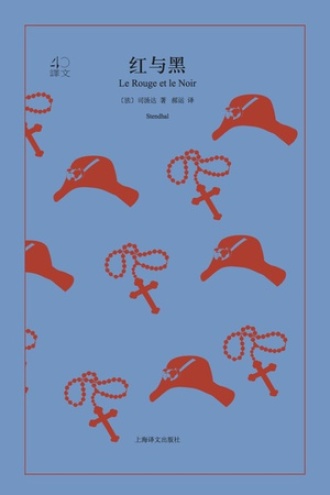 40
譯文
红与黑
Le Rouge et le Noir
〔法〕司汤达 著 郝运 译
Stendhal
上海译文出版社